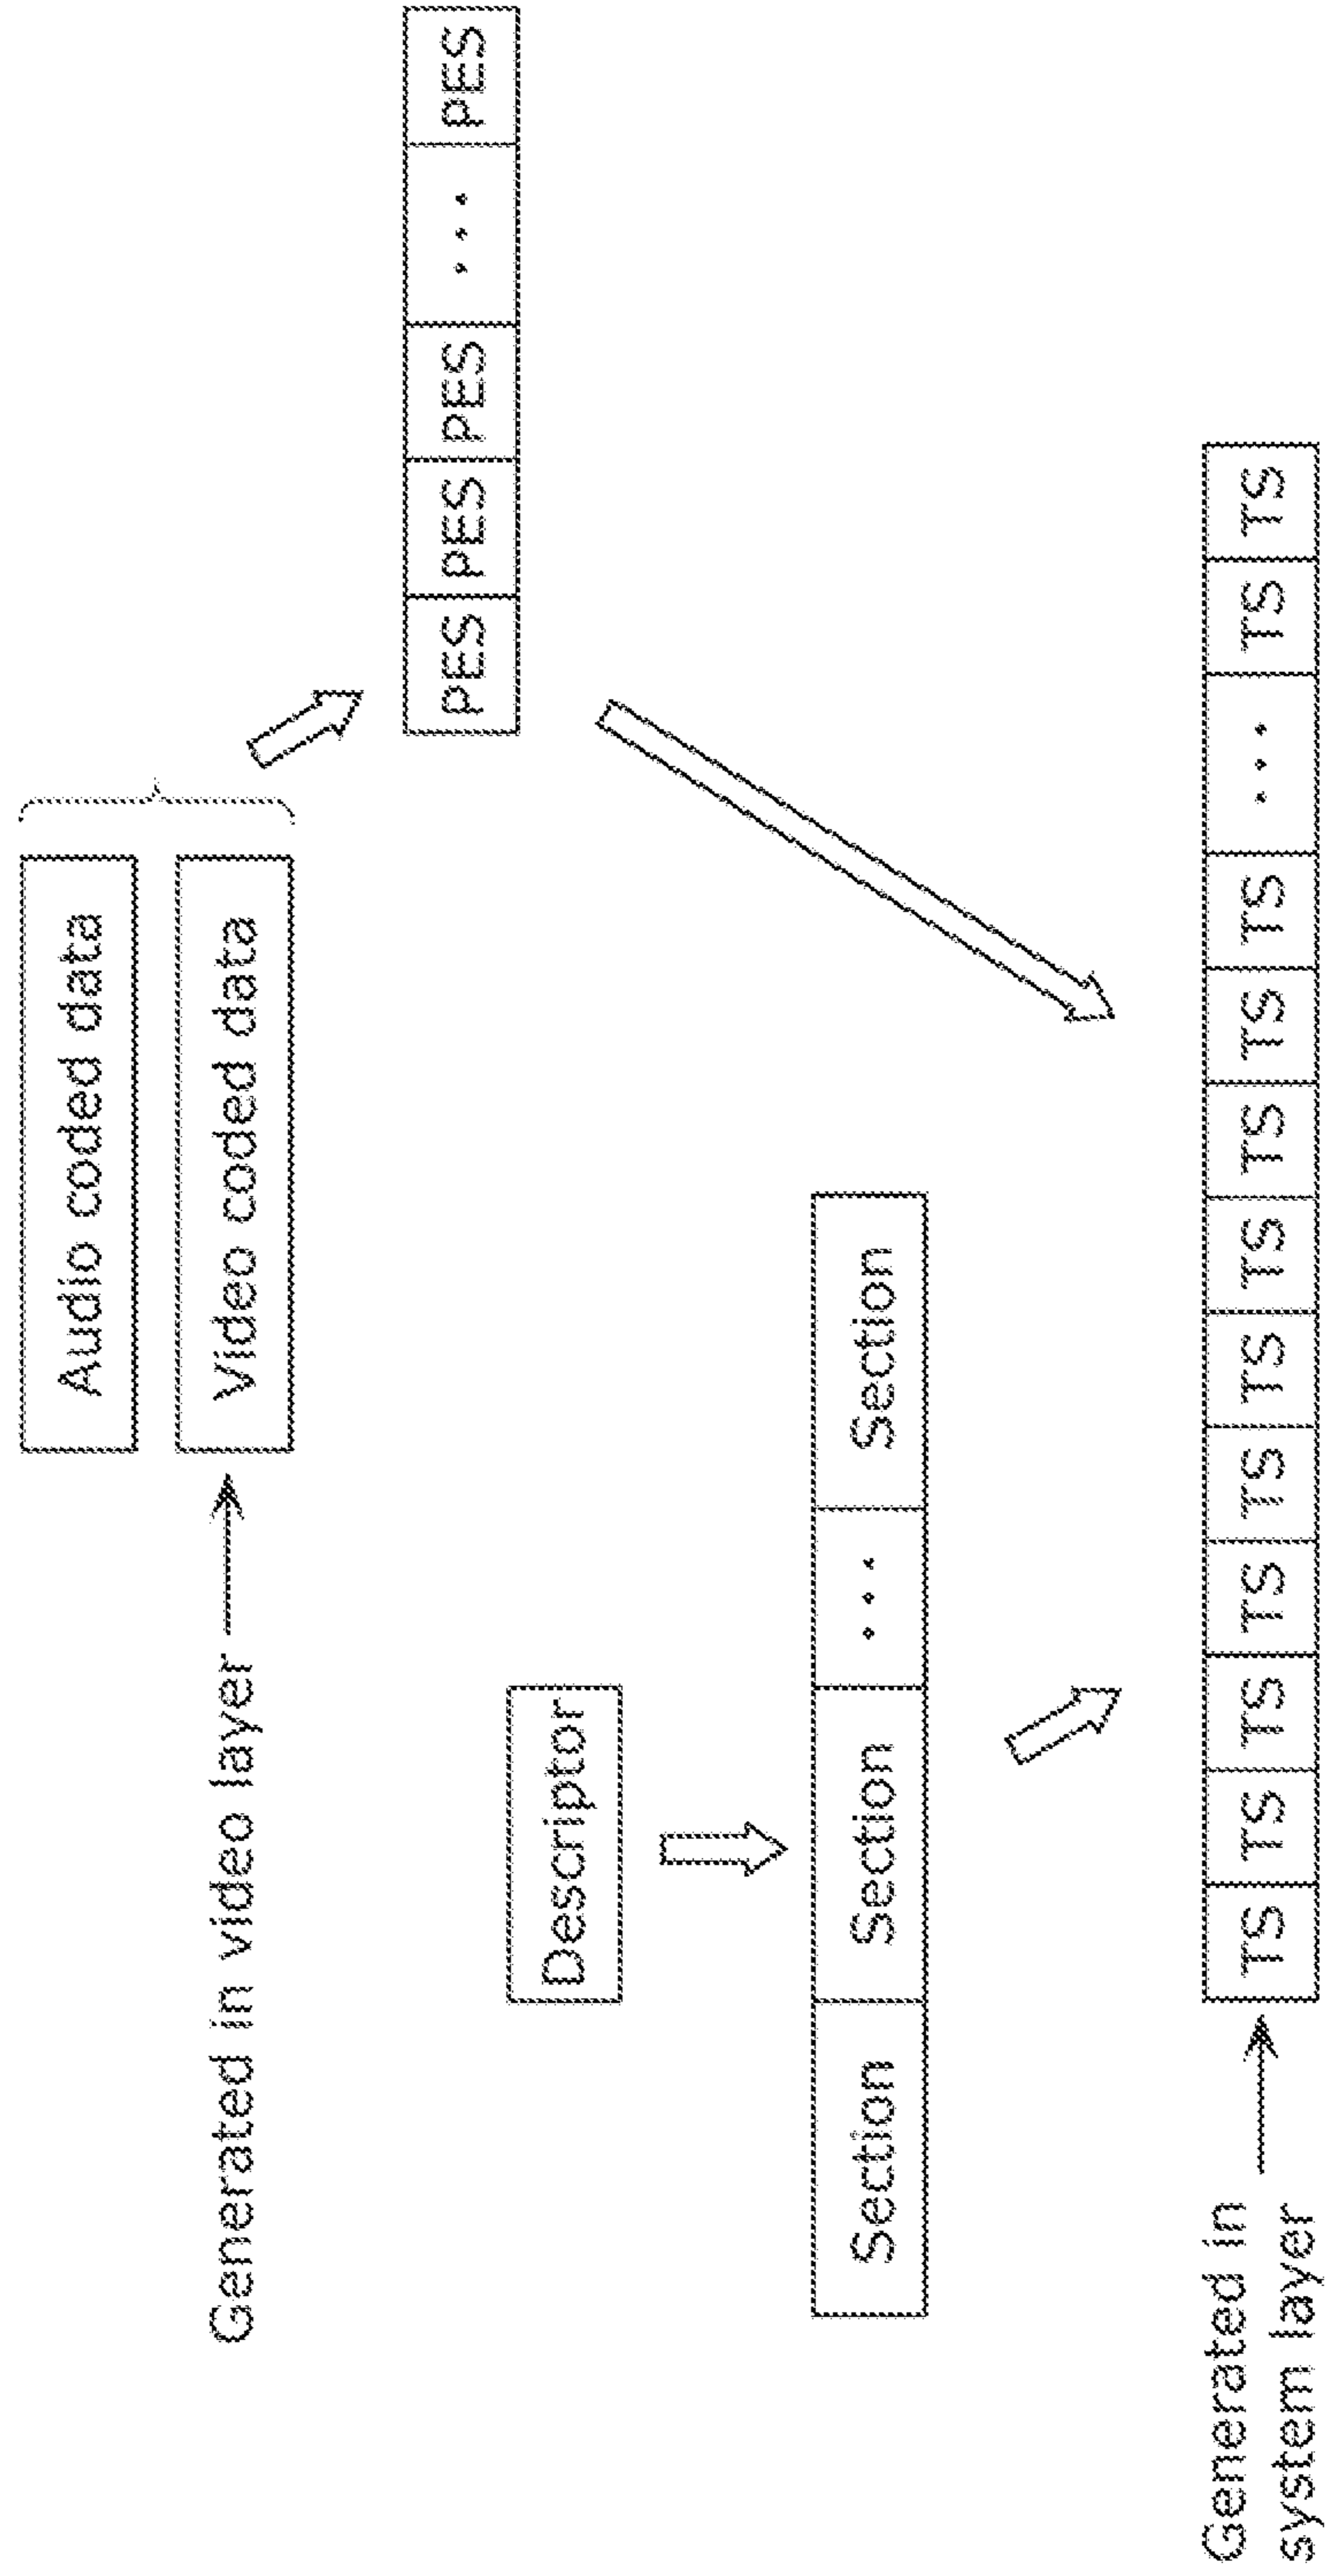 Audio coded data
Generated in video layer
Video coded data
PES PES PES ... PES
Descriptor
Section Section ... Section
Generated in
system layer
TS TS TS TS TS TS TS TS TS TS ... TS TS